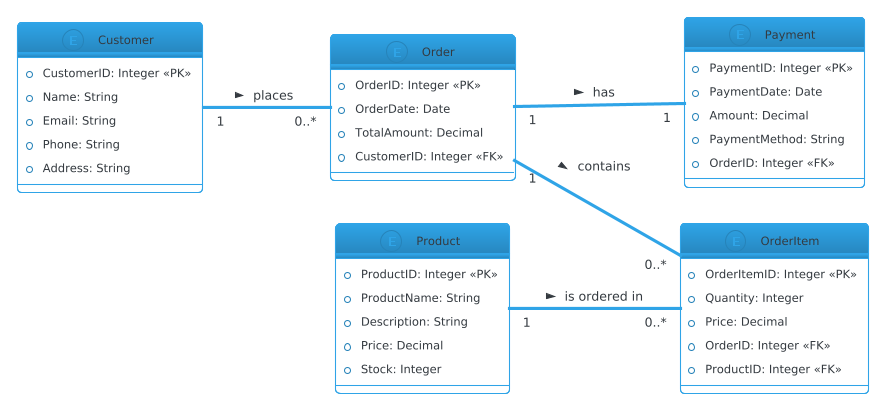 E Customer
CustomerID: Integer «PK»
Name: String
Email: String
Phone: String
Address: String
places
1 0..*
E Order
OrderID: Integer «PK»
OrderDate: Date
TotalAmount: Decimal
CustomerID: Integer «FK»
has
1 1
E Payment
PaymentID: Integer «PK»
PaymentDate: Date
Amount: Decimal
PaymentMethod: String
OrderID: Integer «FK»
contains
1
0..*
E Product
ProductID: Integer «PK»
ProductName: String
Description: String
Price: Decimal
Stock: Integer
is ordered in
1 0..*
E OrderItem
OrderItemID: Integer «PK»
Quantity: Integer
Price: Decimal
OrderID: Integer «FK»
ProductID: Integer «FK»